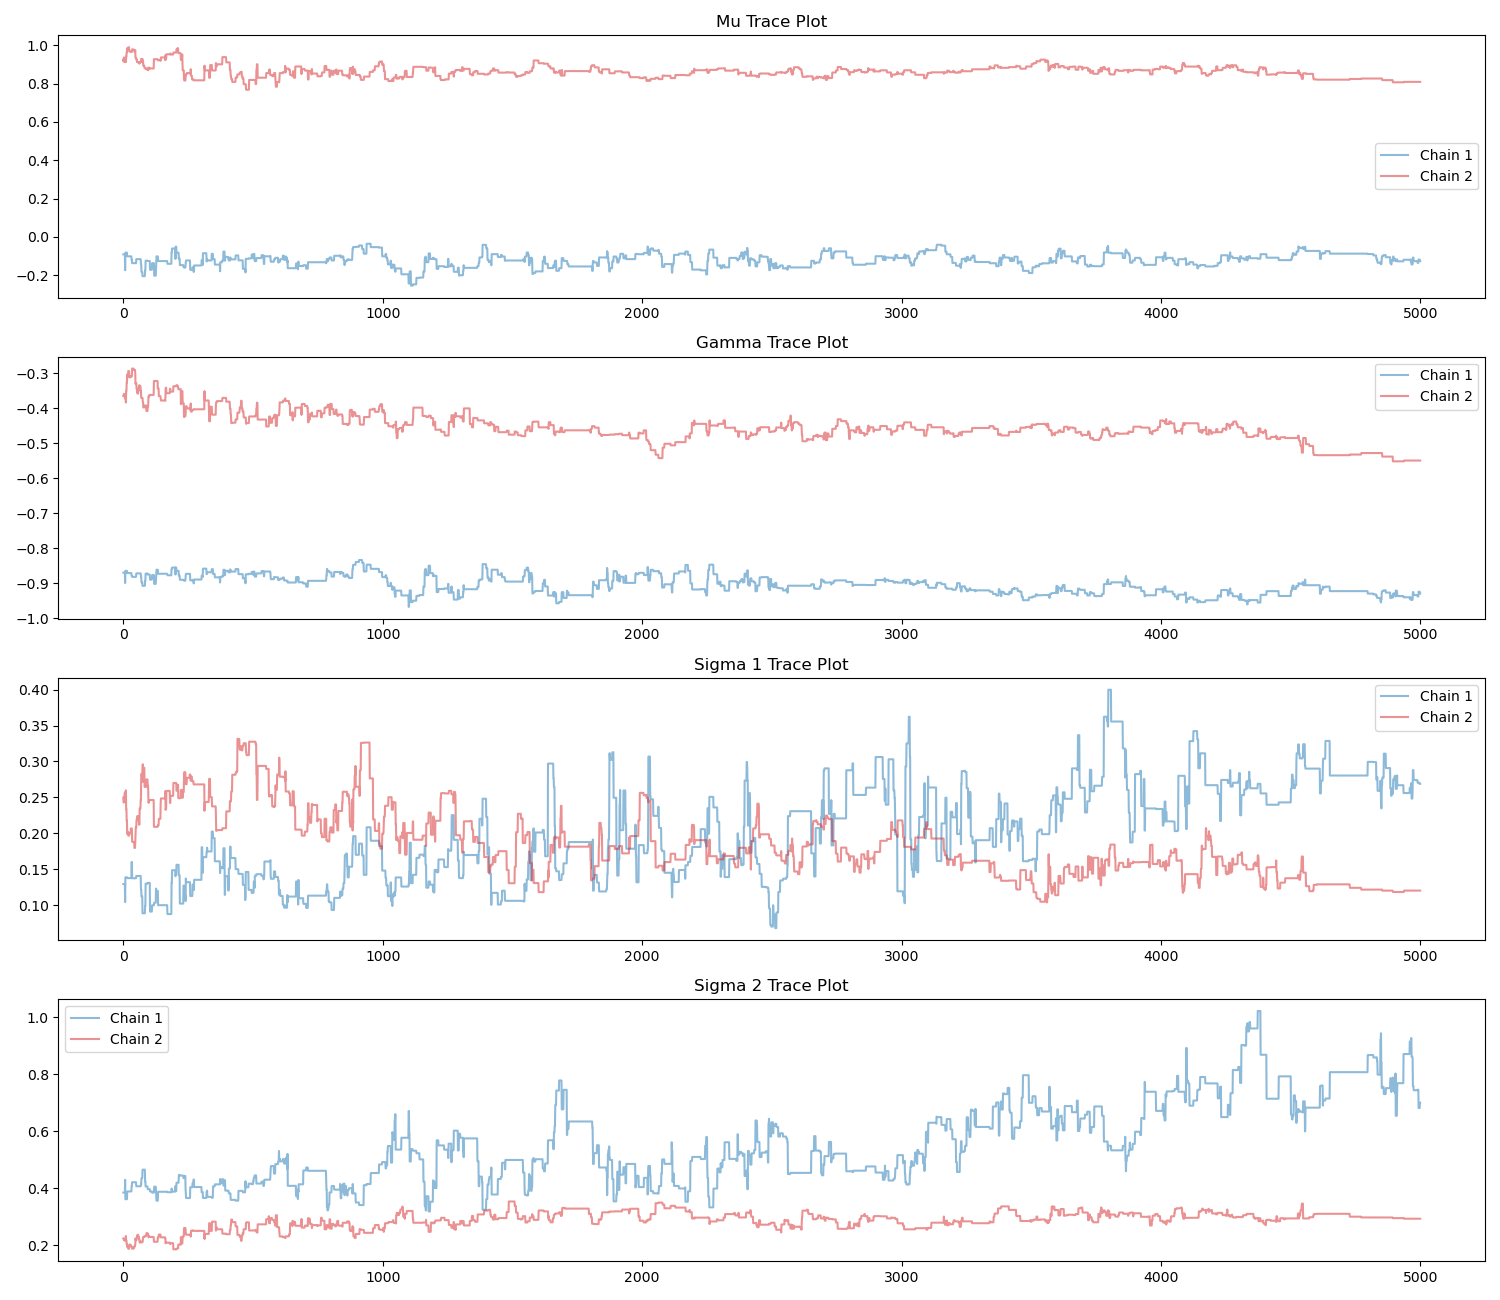 Mu Trace Plot
1.0
0.8
0.6
0.4
0.2
0.0
−0.2
Chain 1
Chain 2
0 1000 2000 3000 4000 5000
Gamma Trace Plot
−0.3
−0.4
−0.5
−0.6
−0.7
−0.8
−0.9
−1.0
Chain 1
Chain 2
0 1000 2000 3000 4000 5000
Sigma 1 Trace Plot
0.40
0.35
0.30
0.25
0.20
0.15
0.10
Chain 1
Chain 2
0 1000 2000 3000 4000 5000
Sigma 2 Trace Plot
1.0
0.8
0.6
0.4
0.2
Chain 1
Chain 2
0 1000 2000 3000 4000 5000